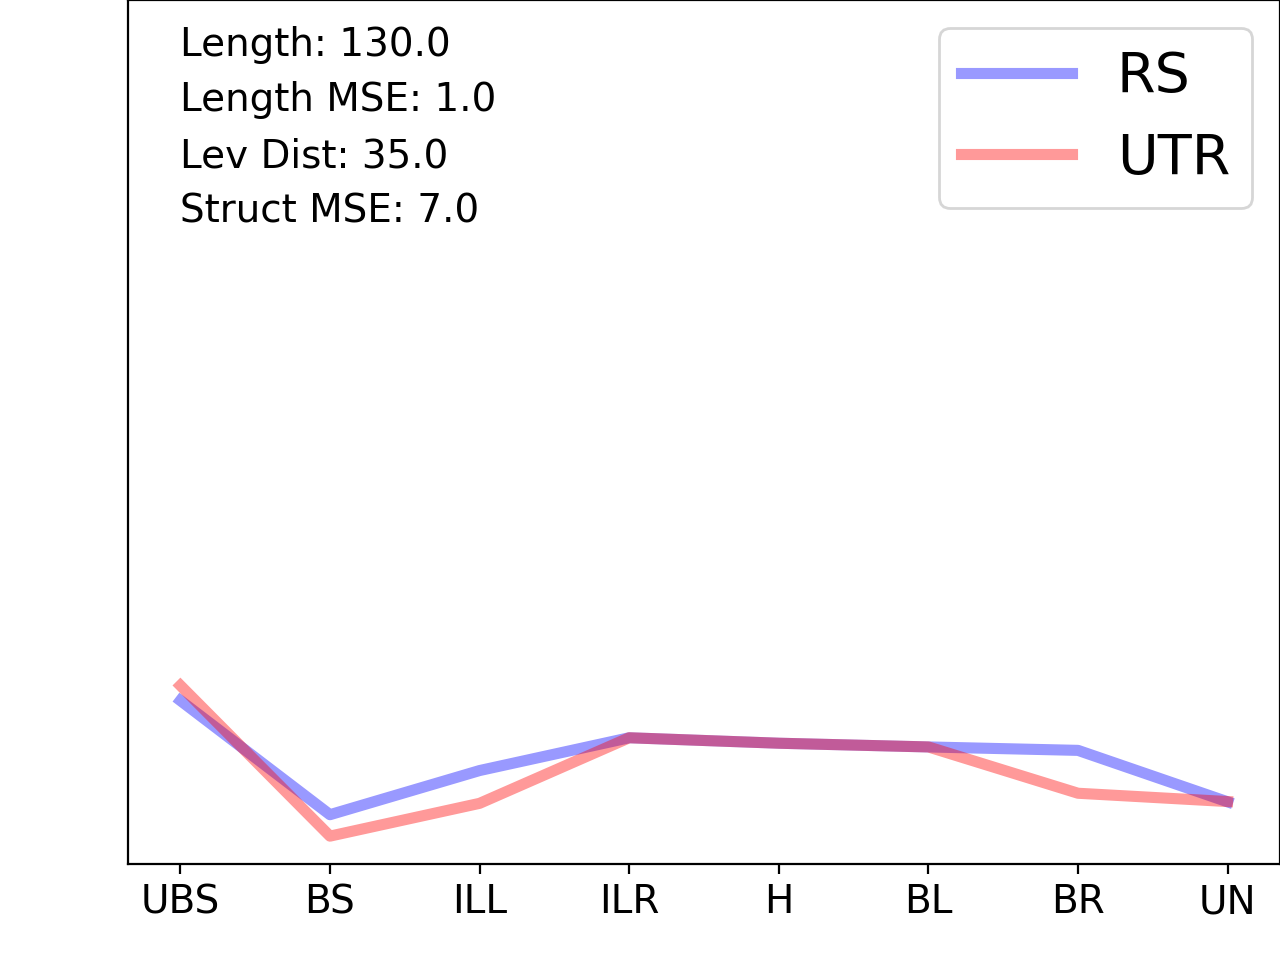 Length: 130.0
Length MSE: 1.0
Lev Dist: 35.0
Struct MSE: 7.0
RS
UTR
UBS BS ILL ILR H BL BR UN